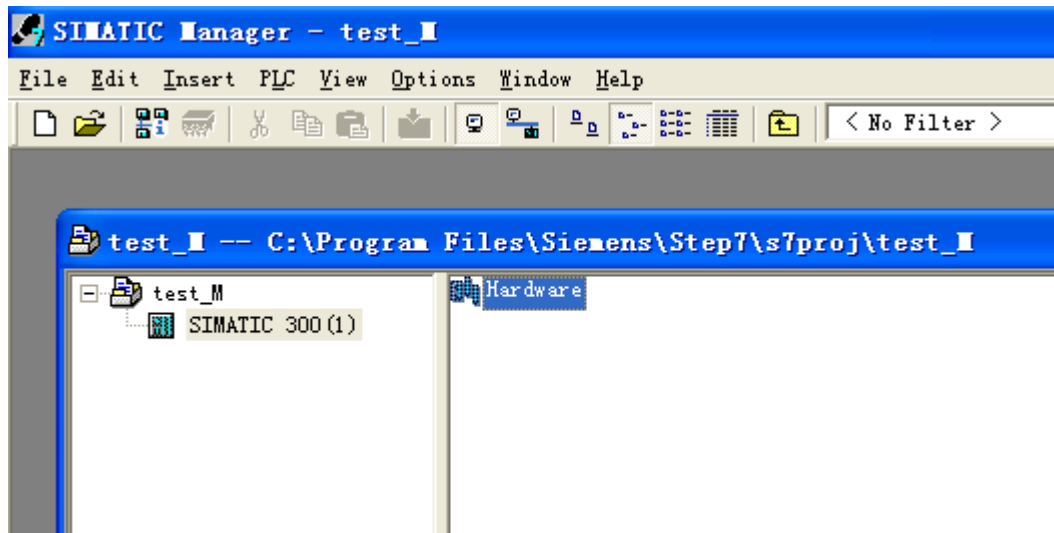 SIMATIC Manager - test_M
File Edit Insert PLC View Options Window Help
< No Filter >
test_M -- C:\Program Files\Siemens\Step7\s7proj\test_M
test_M
Hardware
SIMATIC 300(1)